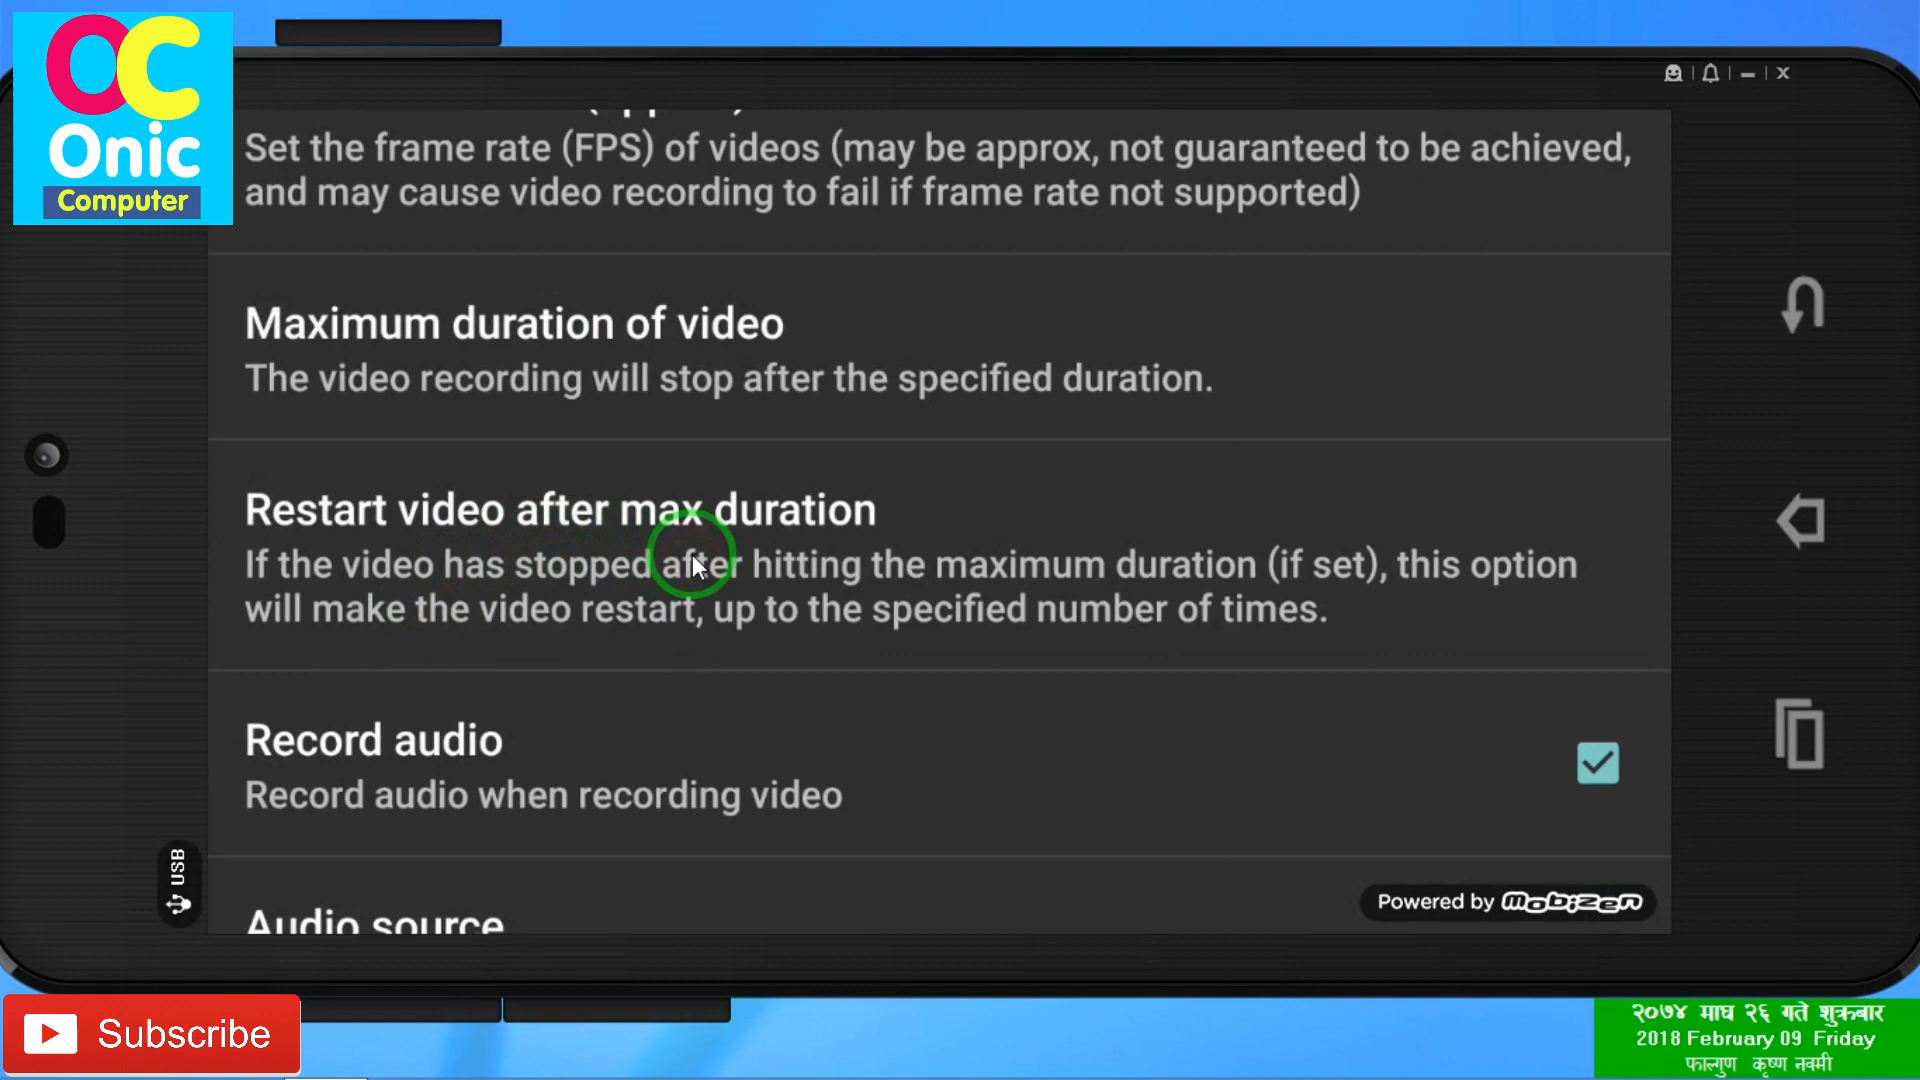 OC
Onic
Computer
Set the frame rate (FPS) of videos (may be approx, not guaranteed to be achieved,
and may cause video recording to fail if frame rate not supported)
Maximum duration of video
The video recording will stop after the specified duration.
Restart video after max duration
If the video has stopped after hitting the maximum duration (if set), this option
will make the video restart, up to the specified number of times.
Record audio
Record audio when recording video
USB
Audio source
Powered by mobizen
Subscribe
२०७४ माघ २६ गते शुक्रबार
2018 February 09 Friday
फाल्गुण कृष्ण नवमी